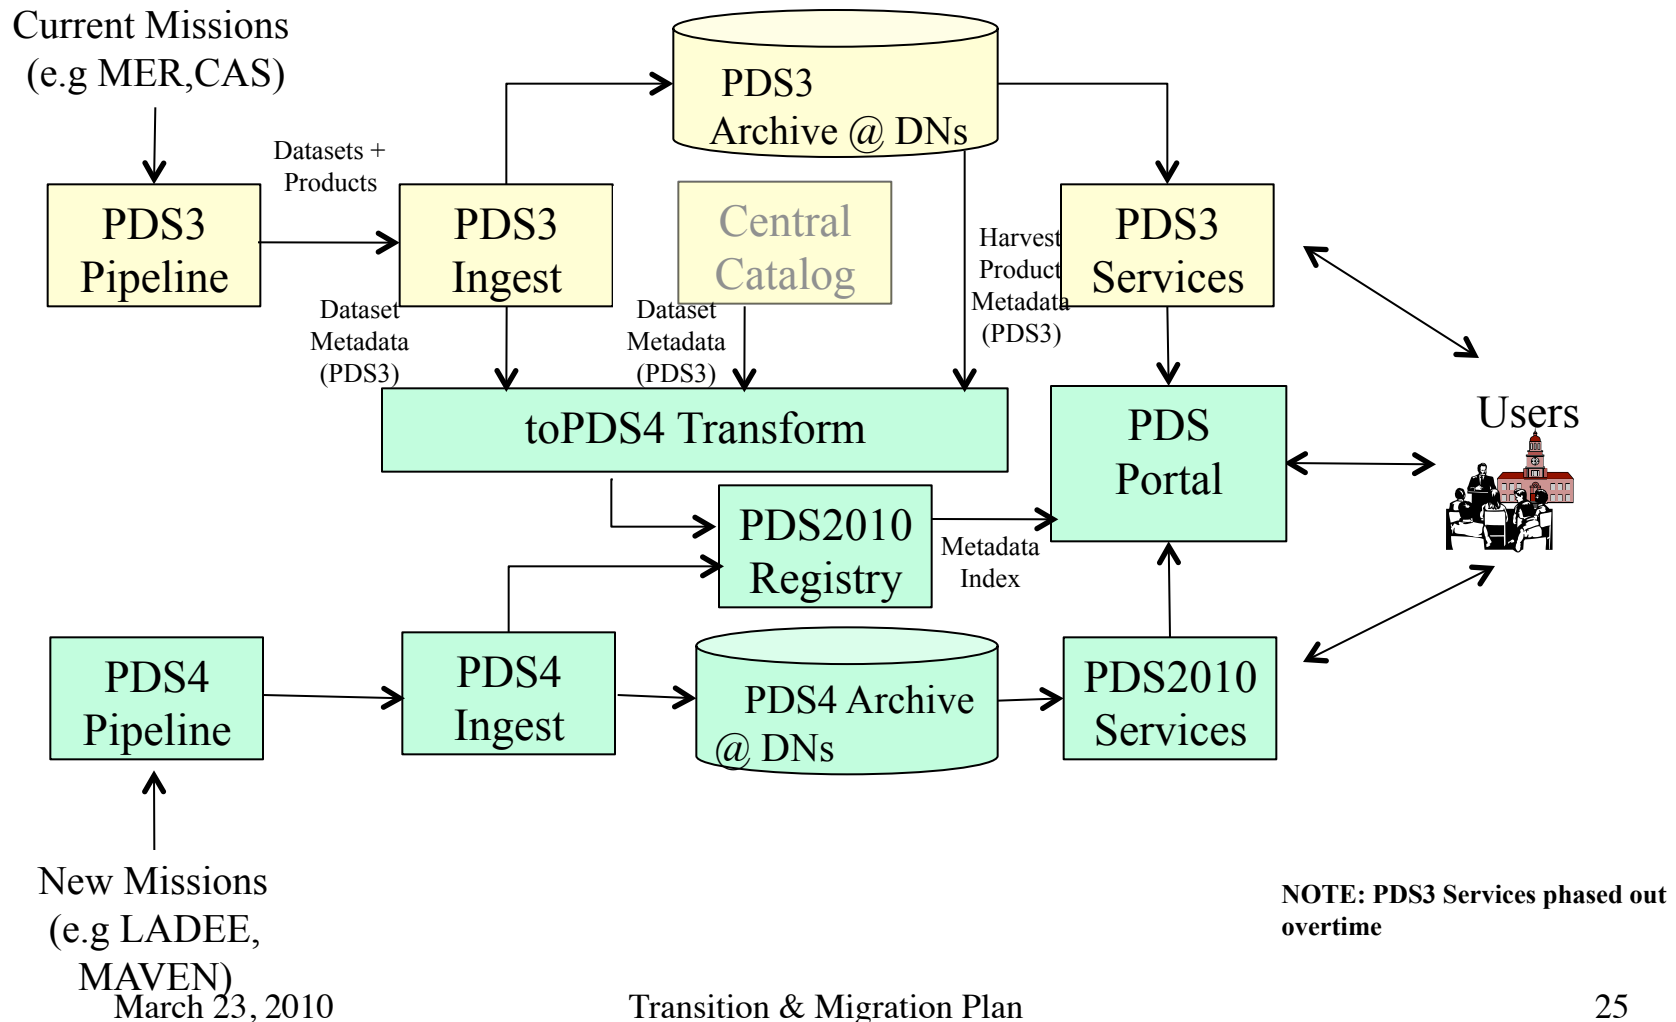 Current Missions
(e.g MER,CAS)
PDS3
Archive @ DNs
Datasets +
Products
PDS3
Pipeline
PDS3
Ingest
Central
Catalog
Harvest
Product
Metadata
(PDS3)
PDS3
Services
Dataset
Metadata
(PDS3)
Dataset
Metadata
(PDS3)
toPDS4 Transform
PDS
Portal
Users
PDS2010
Registry
Metadata
Index
PDS4
Pipeline
PDS4
Ingest
PDS4 Archive
@ DNs
PDS2010
Services
New Missions
(e.g LADEE,
MAVEN)
NOTE: PDS3 Services phased out
overtime
March 23, 2010
Transition & Migration Plan
25